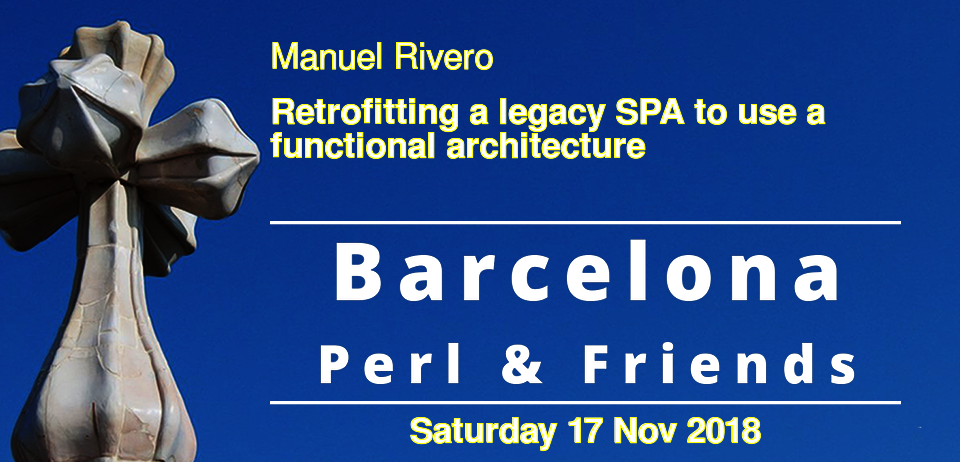 Manuel Rivero
Retrofitting a legacy SPA to use a
functional architecture
Barcelona
Perl & Friends
Saturday 17 Nov 2018